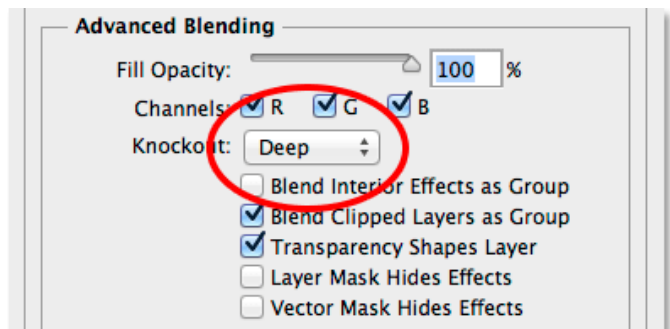 Advanced Blending
Fill Opacity: 100 %
Channels: R G B
Knockout: Deep
Blend Interior Effects as Group
Blend Clipped Layers as Group
Transparency Shapes Layer
Layer Mask Hides Effects
Vector Mask Hides Effects